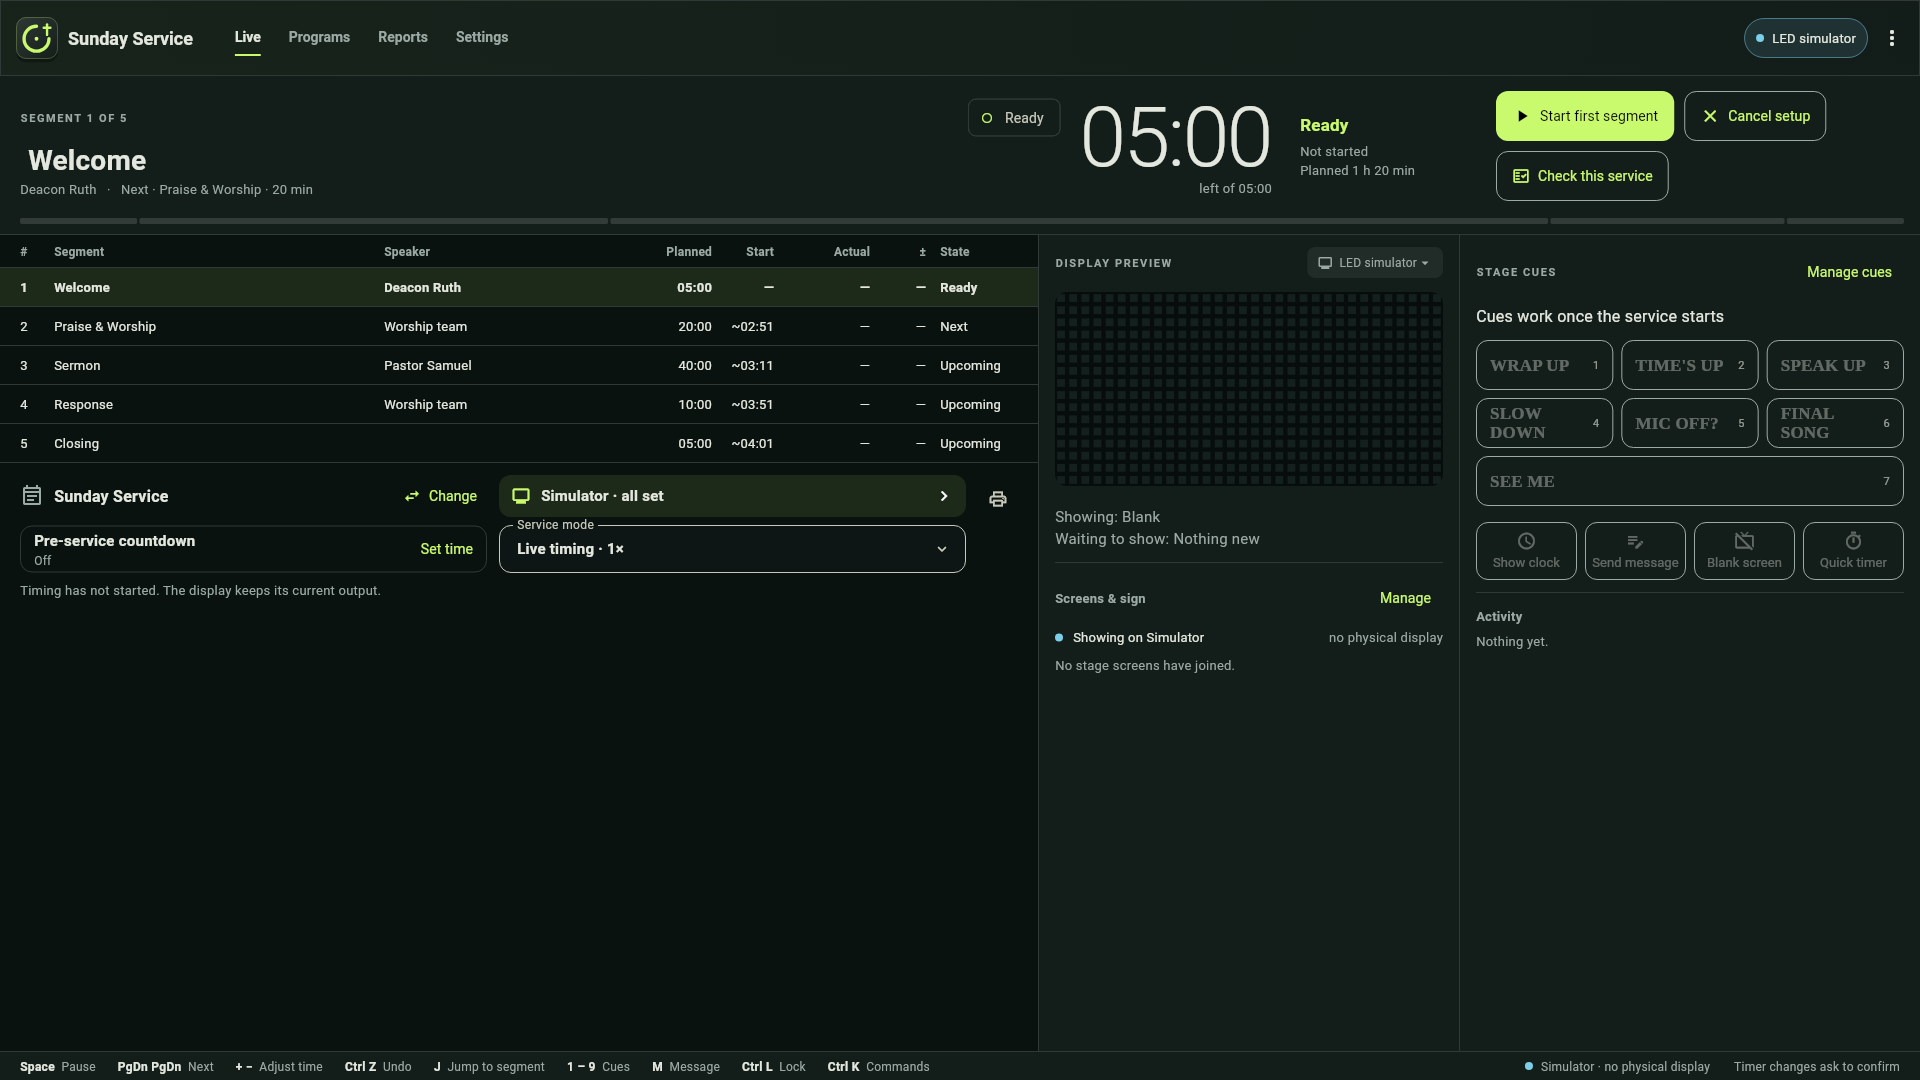 Sunday Service
Live
Programs
Reports
Settings
LED simulator
SEGMENT 1 OF 5
Welcome
Deacon Ruth · Next · Praise & Worship · 20 min
Ready
05:00
left of 05:00
Ready
Not started
Planned 1 h 20 min
Start first segment
Cancel setup
Check this service
# Segment Speaker Planned Start Actual ± State
1 Welcome Deacon Ruth 05:00 — — — Ready
2 Praise & Worship Worship team 20:00 ~02:51 — — Next
3 Sermon Pastor Samuel 40:00 ~03:11 — — Upcoming
4 Response Worship team 10:00 ~03:51 — — Upcoming
5 Closing 05:00 ~04:01 — — Upcoming
Sunday Service
Change
Simulator · all set
Pre-service countdown
Off
Set time
Service mode
Live timing · 1×
Timing has not started. The display keeps its current output.
DISPLAY PREVIEW
LED simulator
Showing: Blank
Waiting to show: Nothing new
Screens & sign
Manage
Showing on Simulator
no physical display
No stage screens have joined.
STAGE CUES
Manage cues
Cues work once the service starts
WRAP UP 1
TIME'S UP 2
SPEAK UP 3
SLOW DOWN 4
MIC OFF? 5
FINAL SONG 6
SEE ME 7
Show clock
Send message
Blank screen
Quick timer
Activity
Nothing yet.
Space Pause
PgDn PgDn Next
+ − Adjust time
Ctrl Z Undo
J Jump to segment
1 – 9 Cues
M Message
Ctrl L Lock
Ctrl K Commands
Simulator · no physical display
Timer changes ask to confirm